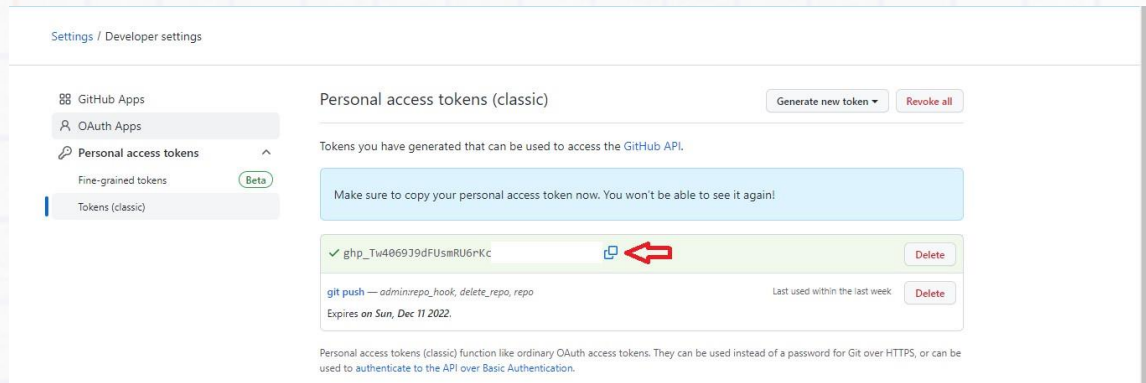 Settings / Developer settings
GitHub Apps
OAuth Apps
Personal access tokens
Fine-grained tokens
Beta
Tokens (classic)
Personal access tokens (classic)
Generate new token
Revoke all
Tokens you have generated that can be used to access the GitHub API.
Make sure to copy your personal access token now. You won't be able to see it again!
ghp_Tw4069J9dFUsmRU6rKc
Delete
git push — admin:repo_hook, delete_repo, repo
Last used within the last week
Delete
Expires on Sun, Dec 11 2022.
Personal access tokens (classic) function like ordinary OAuth access tokens. They can be used instead of a password for Git over HTTPS, or can be
used to authenticate to the API over Basic Authentication.